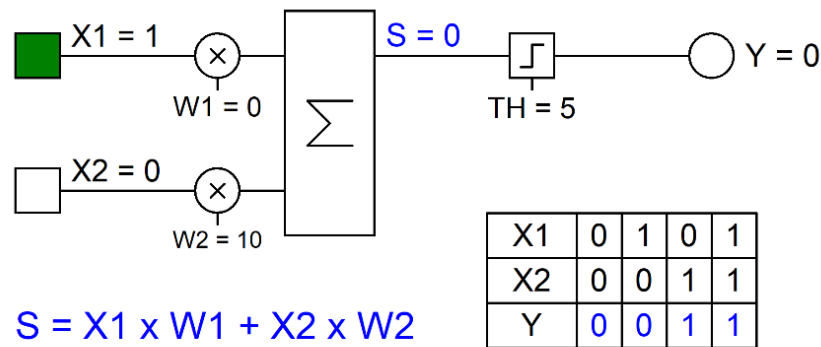 X1 = 1
S = 0
Y = 0
W1 = 0
TH = 5
Σ
X2 = 0
W2 = 10
X1 0 1 0 1
X2 0 0 1 1
Y 0 0 1 1
S = X1 x W1 + X2 x W2